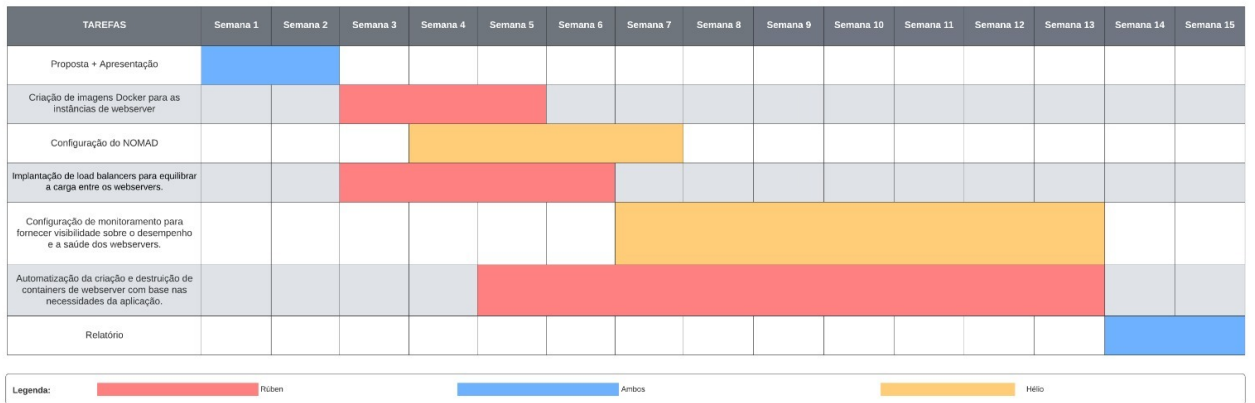 TAREFAS Semana 1 Semana 2 Semana 3 Semana 4 Semana 5 Semana 6 Semana 7 Semana 8 Semana 9 Semana 10 Semana 11 Semana 12 Semana 13 Semana 14 Semana 15
Proposta + Apresentação
Criação de imagens Docker para as
instâncias de webserver
Configuração do NOMAD
Implantação de load balancers para equilibrar
a carga entre os webservers.
Configuração de monitoramento para
fornecer visibilidade sobre o desempenho
e a saúde dos webservers.
Automatização da criação e destruição de
containers de webserver com base nas
necessidades da aplicação.
Relatório
Legenda: Rúben Ambos Hélio